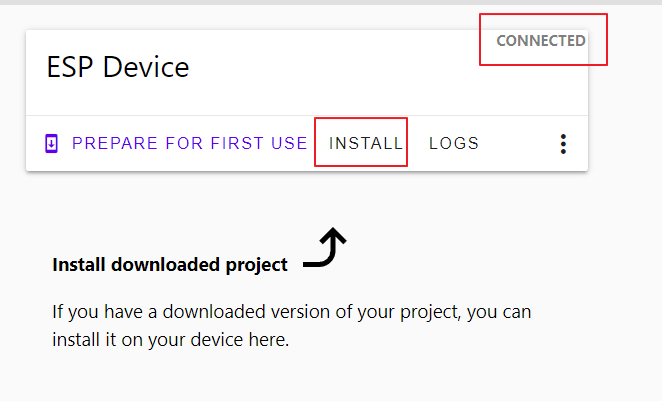 CONNECTED
ESP Device
PREPARE FOR FIRST USE INSTALL LOGS
Install downloaded project
If you have a downloaded version of your project, you can
install it on your device here.